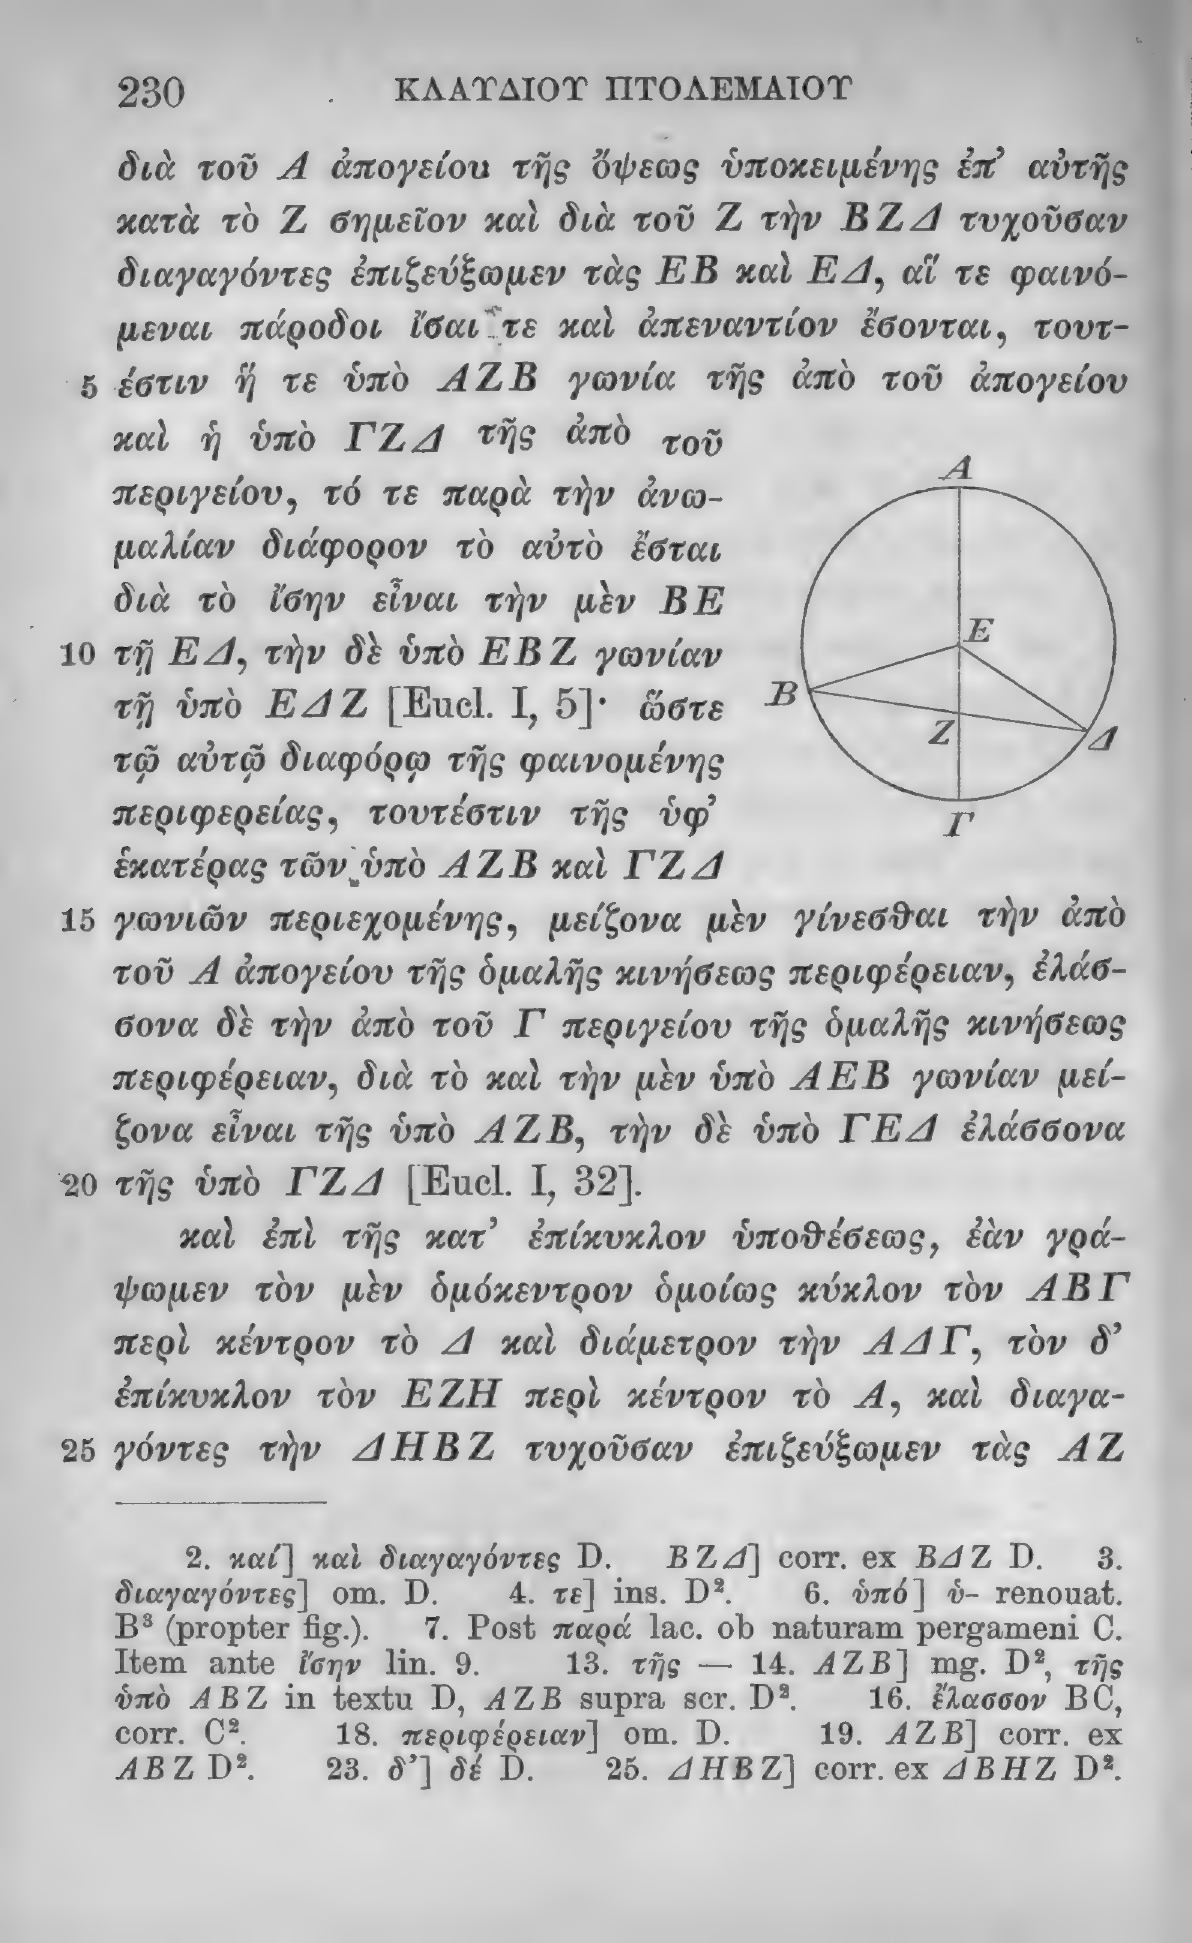 230 ΚΛΑΥΔΙΟΥ ΠΤΟΛΕΜΑΙΟΥ
διὰ τοῦ Α ἀπογείου τῆς ὄψεως ὑποκειμένης ἐπ’ αὐτῆς
κατὰ τὸ Ζ σημεῖον καὶ διὰ τοῦ Ζ τὴν ΒΖΔ τυχοῦσαν
διαγαγόντες ἐπιζεύξωμεν τὰς ΕΒ καὶ ΕΔ, αἵ τε φαινό-
μεναι πάροδοι ἴσαι τε καὶ ἀπεναντίον ἔσονται, τουτ-
5 έστιν ἥ τε ὑπὸ ΑΖΒ γωνία τῆς ἀπὸ τοῦ ἀπογείου
καὶ ἡ ὑπὸ ΓΖΔ τῆς ἀπὸ τοῦ
περιγείου, τό τε παρὰ τὴν ἀνω-
μαλίαν διάφορον τὸ αὐτὸ ἔσται
διὰ τὸ ἴσην εἶναι τὴν μὲν ΒΕ
10 τῇ ΕΔ, τὴν δὲ ὑπὸ ΕΒΖ γωνίαν
τῇ ὑπὸ ΕΔΖ [Eucl. I, 5]· ὥστε
τῷ αὐτῷ διαφόρῳ τῆς φαινομένης
περιφερείας, τουτέστιν τῆς ὑφ’
ἑκατέρας τῶν ὑπὸ ΑΖΒ καὶ ΓΖΔ
Α
Ε
Β
Ζ
Δ
Γ
15 γωνιῶν περιεχομένης, μείζονα μὲν γίνεσθαι τὴν ἀπὸ
τοῦ Α ἀπογείου τῆς ὁμαλῆς κινήσεως περιφέρειαν, ἐλάσ-
σονα δὲ τὴν ἀπὸ τοῦ Γ περιγείου τῆς ὁμαλῆς κινήσεως
περιφέρειαν, διὰ τὸ καὶ τὴν μὲν ὑπὸ ΑΕΒ γωνίαν μεί-
ζονα εἶναι τῆς ὑπὸ ΑΖΒ, τὴν δὲ ὑπὸ ΓΕΔ ἐλάσσονα
20 τῆς ὑπὸ ΓΖΔ [Eucl. I, 32].
καὶ ἐπὶ τῆς κατ’ ἐπίκυκλον ὑποθέσεως, ἐὰν γρά-
ψωμεν τὸν μὲν ὁμόκεντρον ὁμοίως κύκλον τὸν ΑΒΓ
περὶ κέντρον τὸ Δ καὶ διάμετρον τὴν ΑΔΓ, τὸν δ’
ἐπίκυκλον τὸν ΕΖΗ περὶ κέντρον τὸ Α, καὶ διαγα-
25 γόντες τὴν ΔΗΒΖ τυχοῦσαν ἐπιζεύξωμεν τὰς ΑΖ
2. καί] καὶ διαγαγόντες D. ΒΖΔ] corr. ex ΒΔΖ D. 3.
διαγαγόντες] om. D. 4. τε] ins. D². 6. ὑπό] ὑ- renouat.
B³ (propter fig.). 7. Post παρά lac. ob naturam pergameni C.
Item ante ἴσην lin. 9. 13. τῆς — 14. ΑΖΒ] mg. D², τῆς
ὑπὸ ΑΒΖ in textu D, ΑΖΒ supra scr. D². 16. ἔλασσον BC,
corr. C². 18. περιφέρειαν] om. D. 19. ΑΖΒ] corr. ex
ΑΒΖ D². 23. δ’] δέ D. 25. ΔΗΒΖ] corr. ex ΔΒΗΖ D².